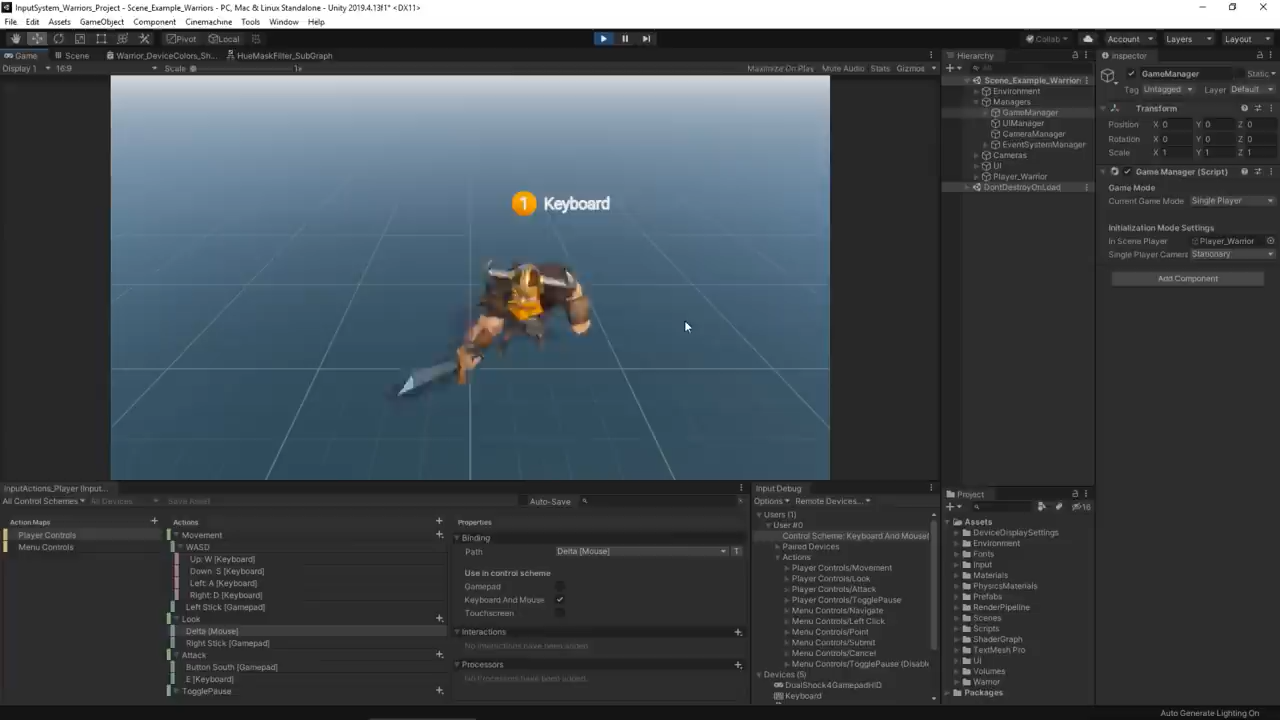 InputSystem_Warriors_Project - Scene_Example_Warriors - PC, Mac & Linux Standalone - Unity 2019.4.13f1* <DX11>
File Edit Assets GameObject Component Cinemachine Tools Window Help
Pivot Local Collab Account Layers Layout
Game Scene Warrior_DeviceColors_Sh... HueMaskFilter_SubGraph
Display 1 16:9 Scale 1x Maximize On Play Mute Audio Stats Gizmos
1 Keyboard
Hierarchy
All
Scene_Example_Warrior
Environment
Managers
GameManager
UIManager
CameraManager
EventSystemManager
Cameras
UI
Player_Warrior
DontDestroyOnLoad
Inspector
GameManager Static
Tag Untagged Layer Default
Transform
Position X 0 Y 0 Z 0
Rotation X 0 Y 0 Z 0
Scale X 1 Y 1 Z 1
Game Manager (Script)
Game Mode
Current Game Mode Single Player
Initialization Mode Settings
In Scene Player Player_Warrior
Single Player Camera Stationary
Add Component
InputActions_Player (Input...
All Control Schemes All Devices Save Asset Auto-Save
Action Maps
Player Controls
Menu Controls
Actions
Movement
WASD
Up: W [Keyboard]
Down: S [Keyboard]
Left: A [Keyboard]
Right: D [Keyboard]
Left Stick [Gamepad]
Look
Delta [Mouse]
Right Stick [Gamepad]
Attack
Button South [Gamepad]
E [Keyboard]
TogglePause
Properties
Binding
Path Delta [Mouse] T
Use in control scheme
Gamepad
Keyboard And Mouse
Touchscreen
Interactions
No Interactions have been added.
Processors
No Processors have been added.
Input Debug
Options Remote Devices...
Users (1)
User #0
Control Scheme: Keyboard And Mouse(
Paired Devices
Actions
Player Controls/Movement
Player Controls/Look
Player Controls/Attack
Player Controls/TogglePause
Menu Controls/Navigate
Menu Controls/Left Click
Menu Controls/Point
Menu Controls/Submit
Menu Controls/Cancel
Menu Controls/TogglePause (Disable
Devices (5)
DualShock4GamepadHID
Keyboard
Project
16
Assets
DeviceDisplaySettings
Environment
Fonts
Input
Materials
PhysicsMaterials
Prefabs
RenderPipeline
Scenes
Scripts
ShaderGraph
TextMesh Pro
UI
Volumes
Warrior
Packages
Auto Generate Lighting On